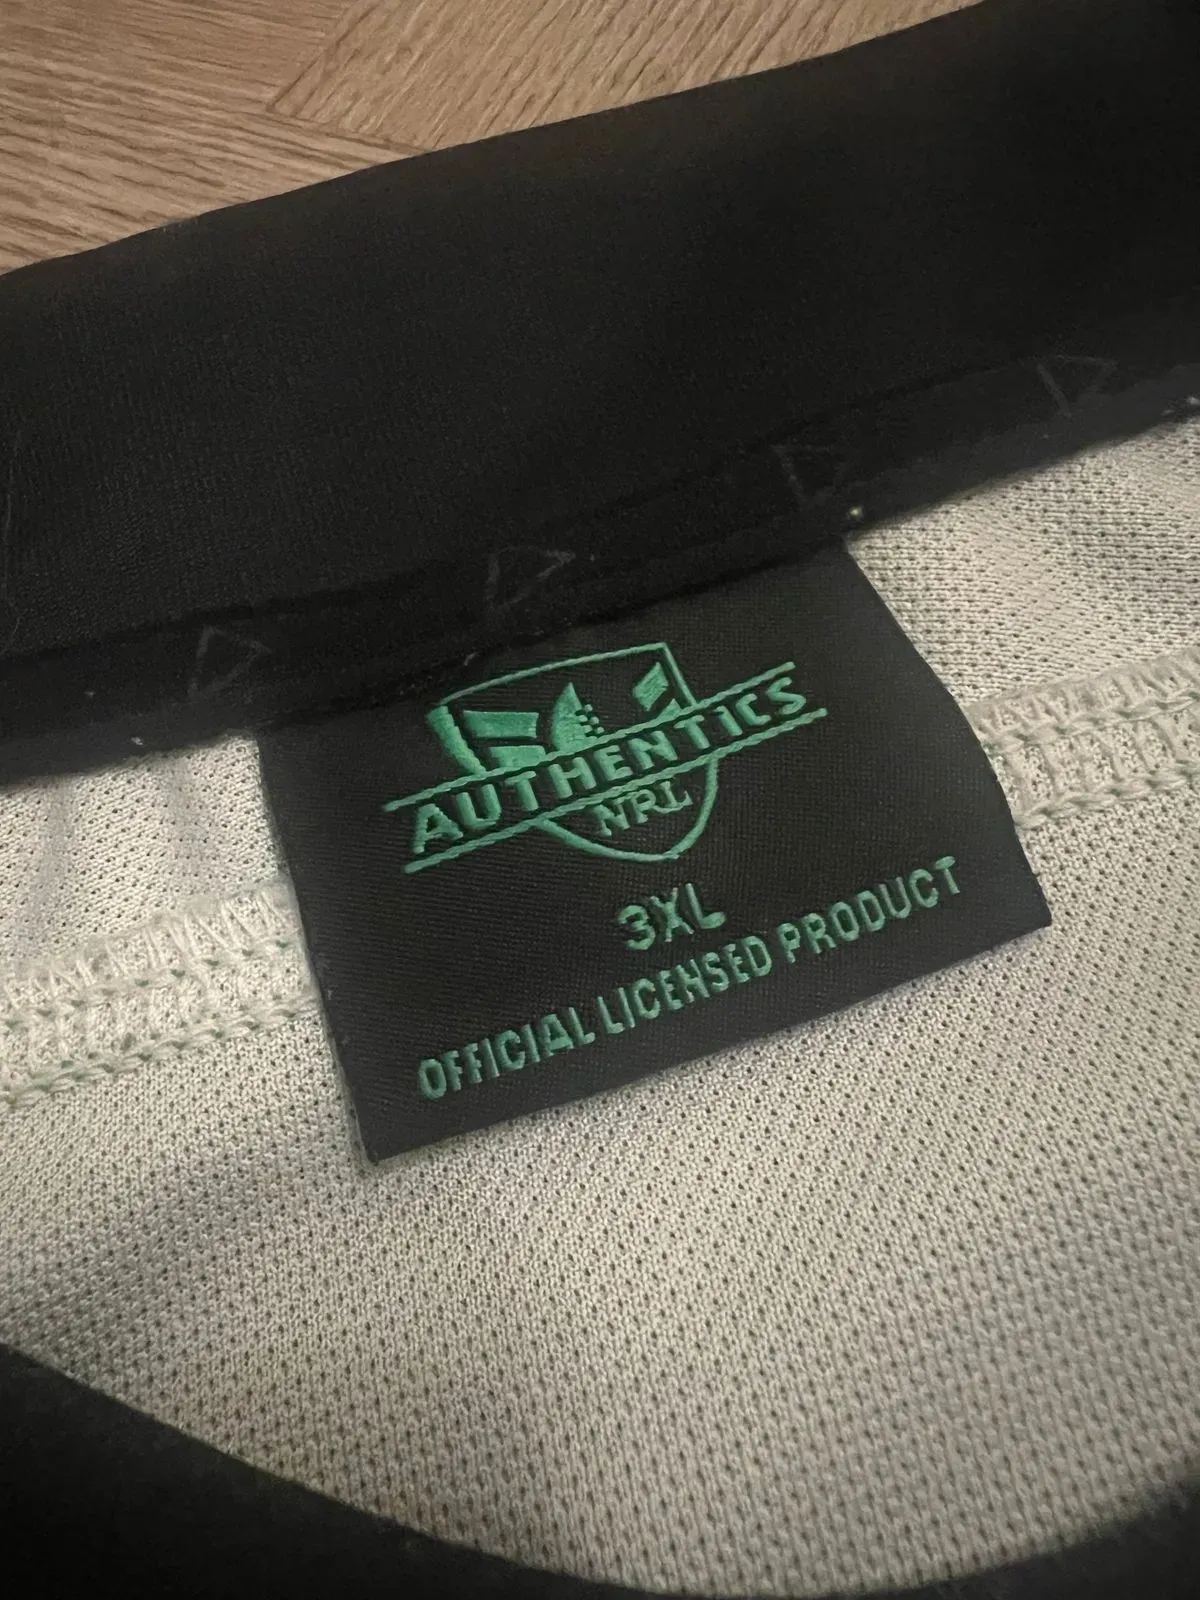 AUTHENTICS
NRL
3XL
OFFICIAL LICENSED PRODUCT